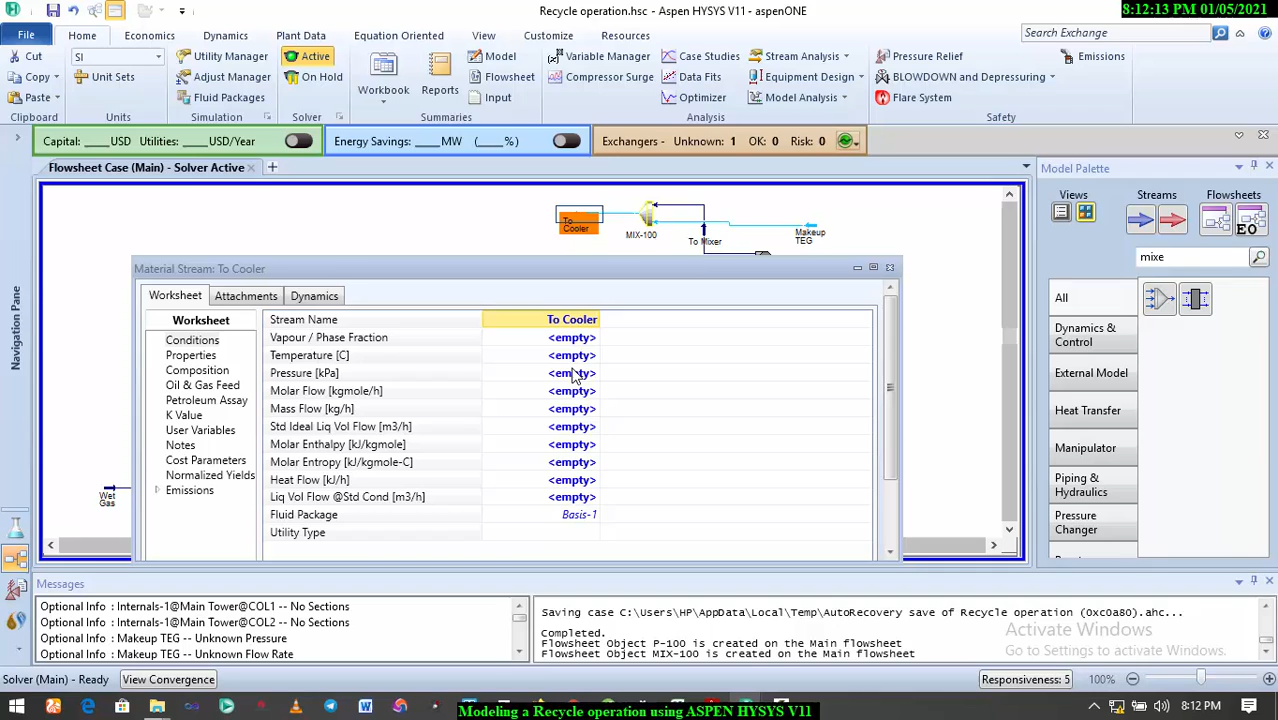 Recycle operation.hsc - Aspen HYSYS V11 - aspenONE
8:12:13 PM 01/05/2021
File Home Economics Dynamics Plant Data Equation Oriented View Customize Resources Search Exchange
Cut SI Utility Manager Active Model Variable Manager Case Studies Stream Analysis Pressure Relief Emissions
Copy Unit Sets Adjust Manager On Hold Workbook Reports Flowsheet Compressor Surge Data Fits Equipment Design BLOWDOWN and Depressuring
Paste Fluid Packages Input Optimizer Model Analysis Flare System
Clipboard Units Simulation Solver Summaries Analysis Safety
Capital: ____ USD Utilities: ____ USD/Year Energy Savings: ____ MW (____ %) Exchangers - Unknown: 1 OK: 0 Risk: 0
Flowsheet Case (Main) - Solver Active Model Palette
Views Streams Flowsheets
EO
mixe
To
Cooler
MIX-100
To Mixer
Makeup
TEG
Wet
Gas
Navigation Pane
Material Stream: To Cooler
Worksheet Attachments Dynamics
Worksheet
Conditions
Properties
Composition
Oil & Gas Feed
Petroleum Assay
K Value
User Variables
Notes
Cost Parameters
Normalized Yields
Emissions
Stream Name To Cooler
Vapour / Phase Fraction <empty>
Temperature [C] <empty>
Pressure [kPa] <empty>
Molar Flow [kgmole/h] <empty>
Mass Flow [kg/h] <empty>
Std Ideal Liq Vol Flow [m3/h] <empty>
Molar Enthalpy [kJ/kgmole] <empty>
Molar Entropy [kJ/kgmole-C] <empty>
Heat Flow [kJ/h] <empty>
Liq Vol Flow @Std Cond [m3/h] <empty>
Fluid Package Basis-1
Utility Type
All
Dynamics &
Control
External Model
Heat Transfer
Manipulator
Piping &
Hydraulics
Pressure
Changer
Messages
Optional Info : Internals-1@Main Tower@COL1 -- No Sections
Optional Info : Internals-1@Main Tower@COL2 -- No Sections
Optional Info : Makeup TEG -- Unknown Pressure
Optional Info : Makeup TEG -- Unknown Flow Rate
Saving case C:\Users\HP\AppData\Local\Temp\AutoRecovery save of Recycle operation (0xc0a80).ahc...
Completed.
Flowsheet Object P-100 is created on the Main flowsheet
Flowsheet Object MIX-100 is created on the Main flowsheet
Activate Windows
Go to Settings to activate Windows.
Solver (Main) - Ready View Convergence Responsiveness: 5 100%
8:12 PM
Modeling a Recycle operation using ASPEN HYSYS V11